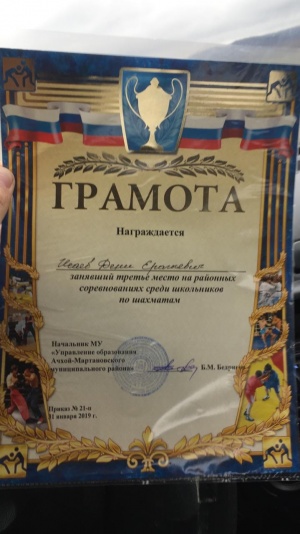 ГРАМОТА
Награждается
занявший третье место на районных
соревнованиях среди школьников
по шахматам
Начальник МУ
«Управление образования
Ачхой-Мартановского
муниципального района»
Б.М.
Приказ № 21-п
31 января 2019 г.